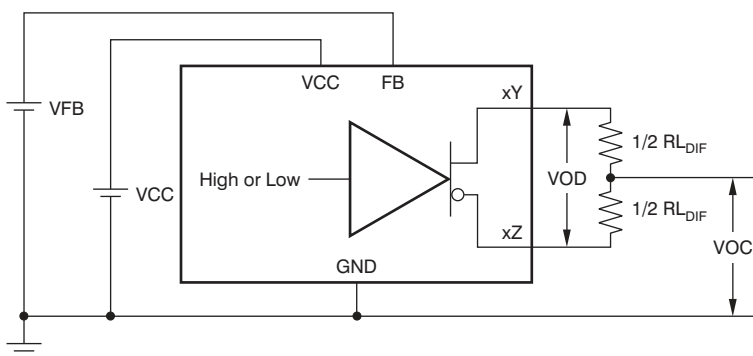 VCC FB
xY
VFB
1/2 RL_DIF
High or Low
VOD
VCC
1/2 RL_DIF
xZ
VOC
GND